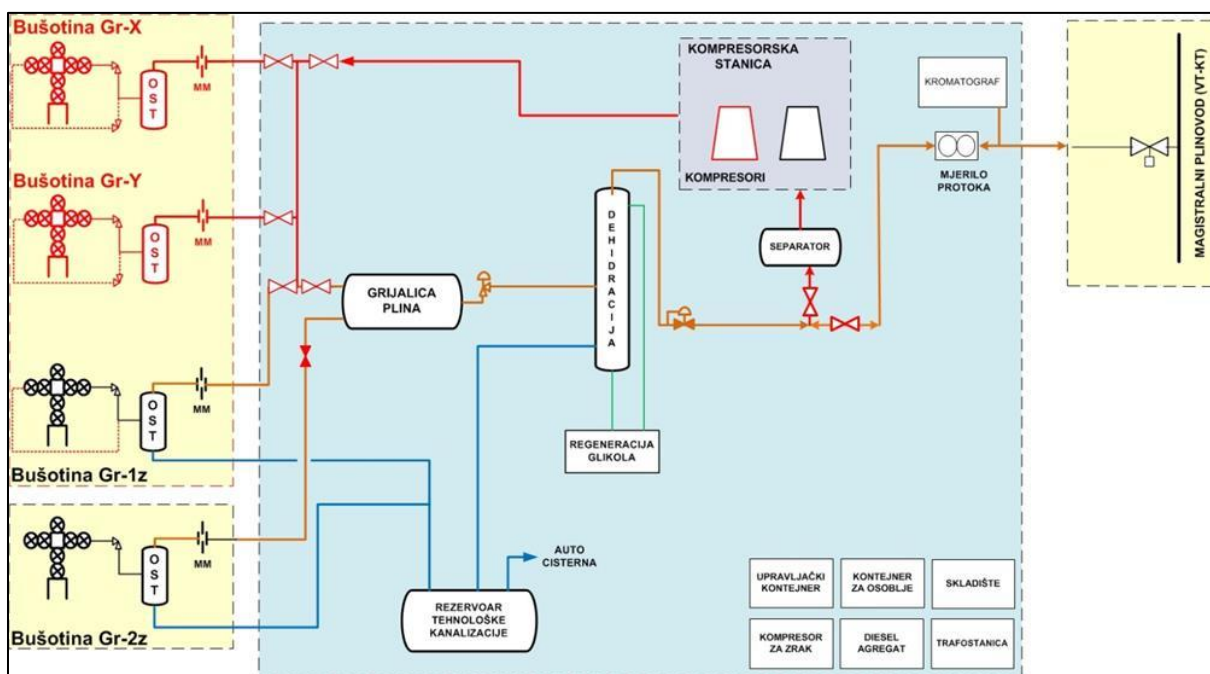 Bušotina Gr-X
OST
MM
Bušotina Gr-Y
OST
MM
OST
MM
Bušotina Gr-1z
OST
MM
Bušotina Gr-2z
KOMPRESORSKA
STANICA
KOMPRESORI
KROMATOGRAF
MJERILO
PROTOKA
MAGISTRALNI PLINOVOD (VT-KT)
GRIJALICA
PLINA
DEHIDRACIJA
SEPARATOR
REGENERACIJA
GLIKOLA
AUTO
CISTERNA
REZERVOAR
TEHNOLOŠKE
KANALIZACIJE
UPRAVLJAČKI
KONTEJNER
KONTEJNER
ZA OSOBLJE
SKLADIŠTE
KOMPRESOR
ZA ZRAK
DIESEL
AGREGAT
TRAFOSTANICA